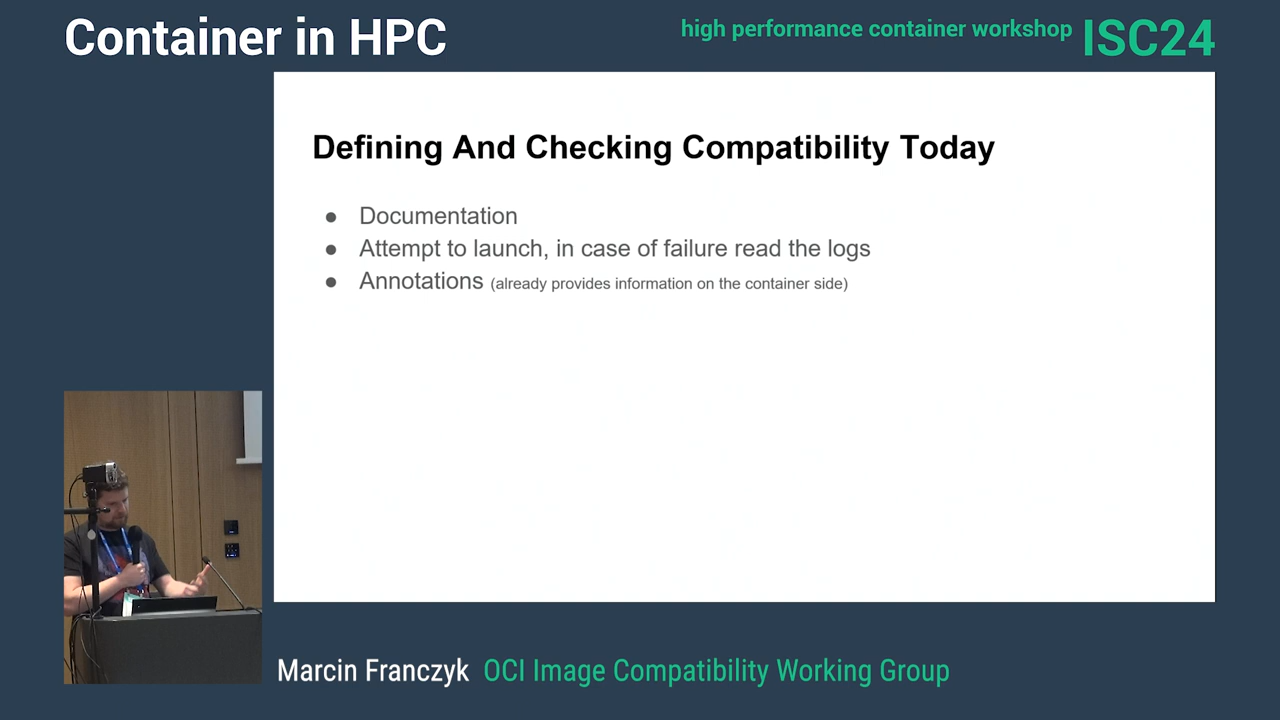 Container in HPC
high performance container workshop ISC24
Defining And Checking Compatibility Today
● Documentation
● Attempt to launch, in case of failure read the logs
● Annotations (already provides information on the container side)
Marcin Franczyk OCI Image Compatibility Working Group